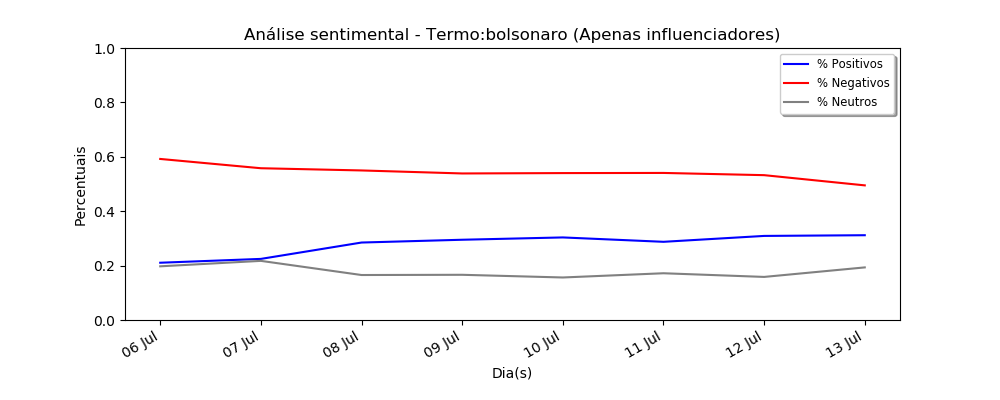 Análise sentimental - Termo:bolsonaro (Apenas influenciadores)
% Positivos
% Negativos
% Neutros
Percentuais
1.0
0.8
0.6
0.4
0.2
0.0
06 Jul
07 Jul
08 Jul
09 Jul
10 Jul
11 Jul
12 Jul
13 Jul
Dia(s)